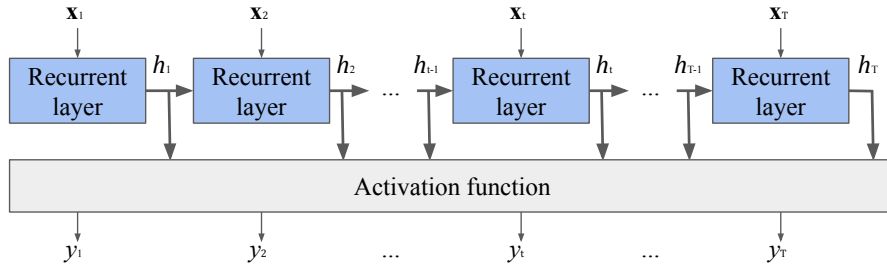 x1 x2 xt xT
Recurrent layer h1 Recurrent layer h2 ... ht-1 Recurrent layer ht ... hT-1 Recurrent layer hT
Activation function
y1 y2 ... yt ... yT